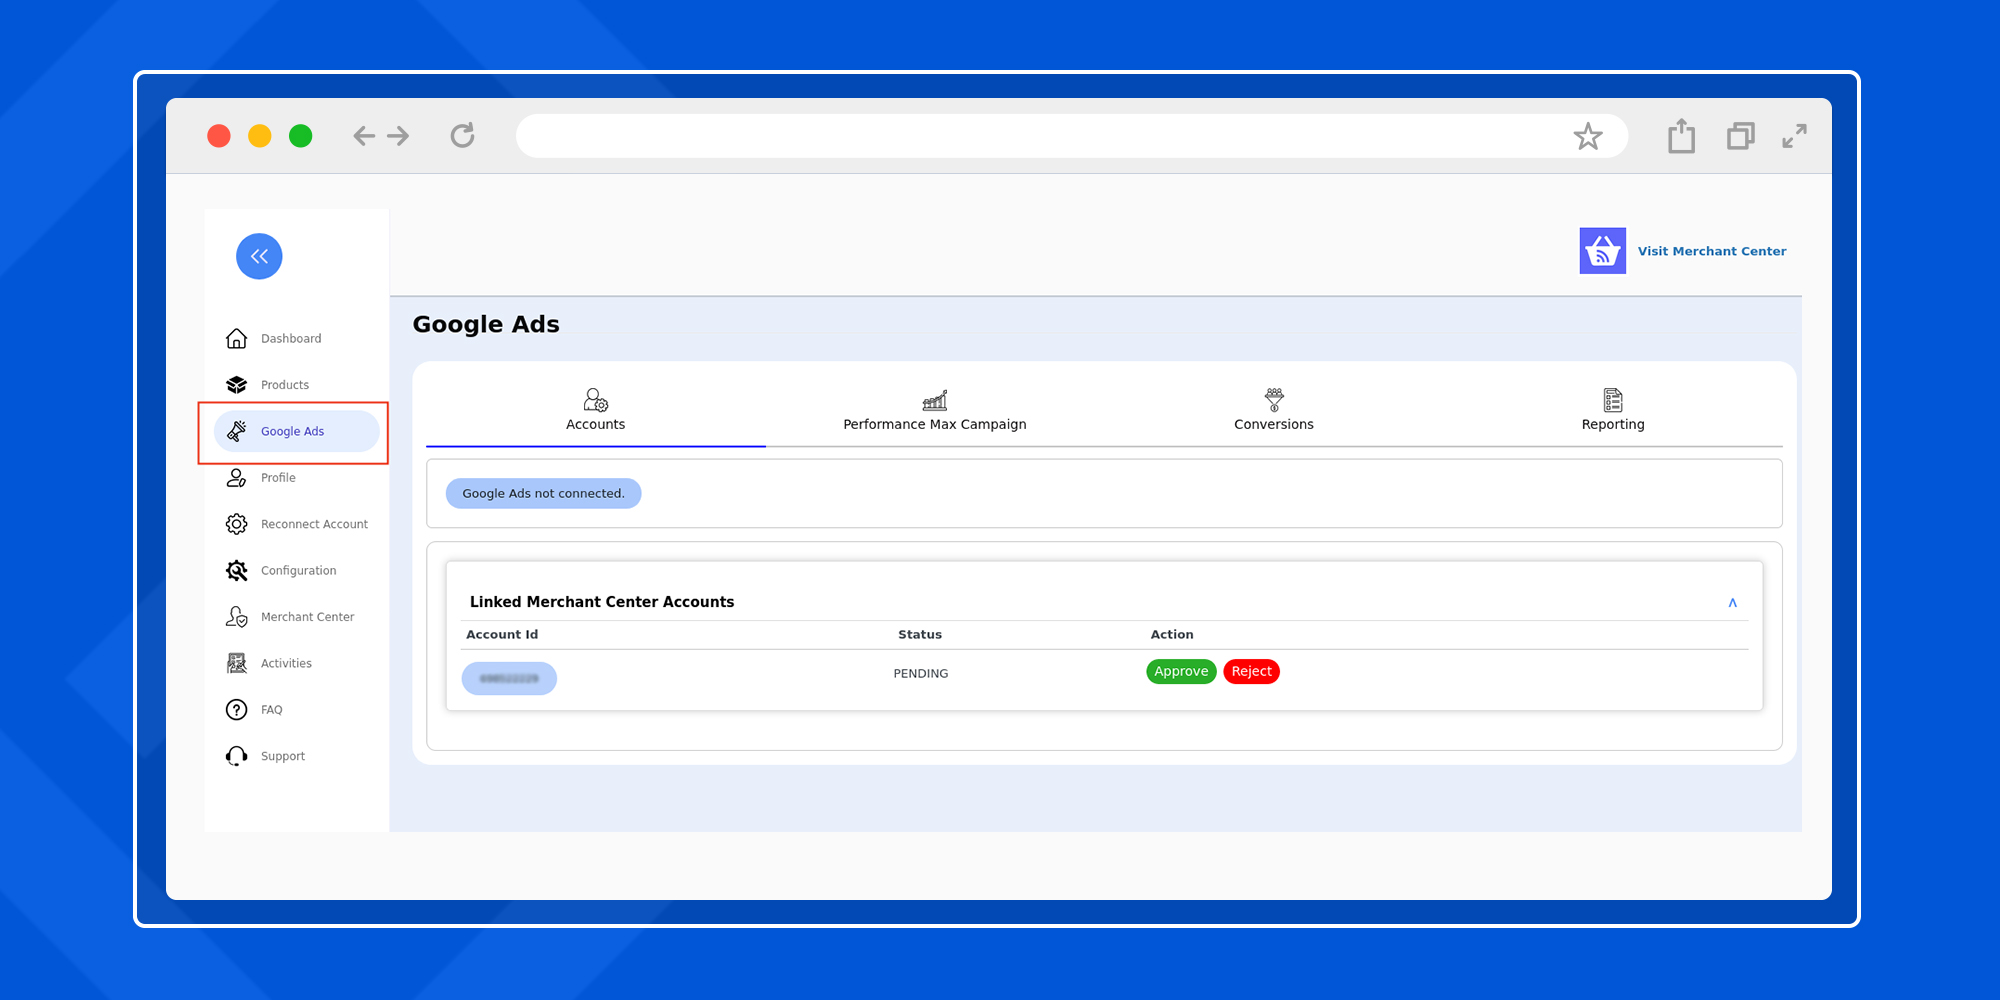 Visit Merchant Center
Dashboard
Products
Google Ads
Profile
Reconnect Account
Configuration
Merchant Center
Activities
FAQ
Support
Google Ads
Accounts
Performance Max Campaign
Conversions
Reporting
Google Ads not connected.
Linked Merchant Center Accounts
Account Id Status Action
PENDING Approve Reject